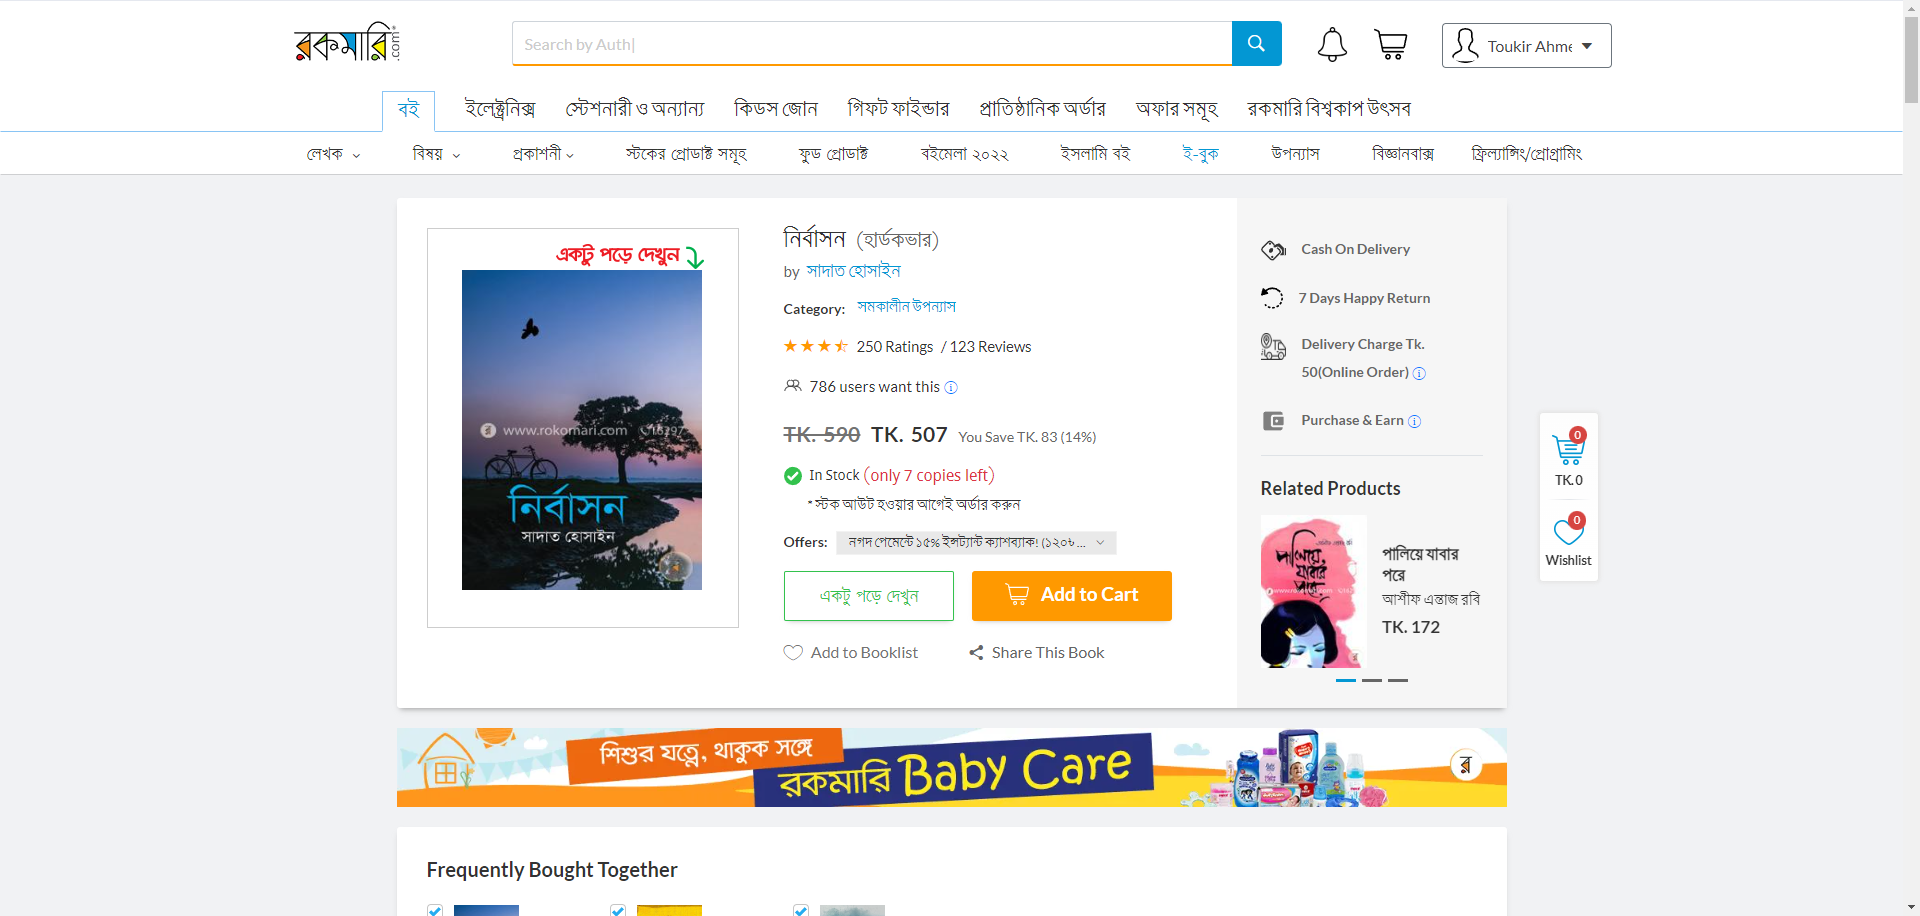 রকমারি.com
Search by Auth
Toukir Ahme
বই ইলেক্ট্রনিক্স স্টেশনারী ও অন্যান্য কিডস জোন গিফট ফাইন্ডার প্রাতিষ্ঠানিক অর্ডার অফার সমূহ রকমারি বিশ্বকাপ উৎসব
লেখক বিষয় প্রকাশনী স্টকের প্রোডাক্ট সমূহ ফুড প্রোডাক্ট বইমেলা ২০২২ ইসলামি বই ই-বুক উপন্যাস বিজ্ঞানবাক্স ফ্রিল্যান্সিং/প্রোগ্রামিং
একটু পড়ে দেখুন
www.rokomari.com 16297
নির্বাসন
সাদাত হোসাইন
নির্বাসন (হার্ডকভার)
by সাদাত হোসাইন
Category: সমকালীন উপন্যাস
250 Ratings / 123 Reviews
786 users want this
TK. 590 TK. 507 You Save TK. 83 (14%)
In Stock (only 7 copies left)
* স্টক আউট হওয়ার আগেই অর্ডার করুন
Offers: নগদ পেমেন্টে ১৫% ইন্সট্যান্ট ক্যাশব্যাক! (১২০৳ ...
একটু পড়ে দেখুন Add to Cart
Add to Booklist Share This Book
Cash On Delivery
7 Days Happy Return
Delivery Charge Tk.
50(Online Order)
Purchase & Earn
Related Products
পালিয়ে
যাবার
পরে
পালিয়ে যাবার
পরে
আশীফ এন্তাজ রবি
TK. 172
0
TK. 0
0
Wishlist
শিশুর যত্নে, থাকুক সঙ্গে
রকমারি Baby Care
র
Frequently Bought Together